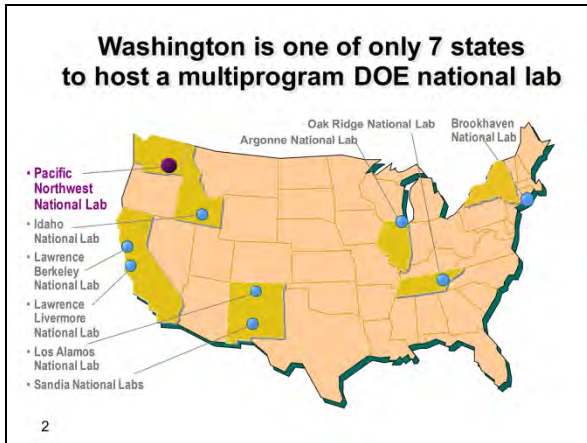 Washington is one of only 7 states
to host a multiprogram DOE national lab
Oak Ridge National Lab
Brookhaven
National Lab
Argonne National Lab
• Pacific
Northwest
National Lab
• Idaho
National Lab
• Lawrence
Berkeley
National Lab
• Lawrence
Livermore
National Lab
• Los Alamos
National Lab
• Sandia National Labs
2